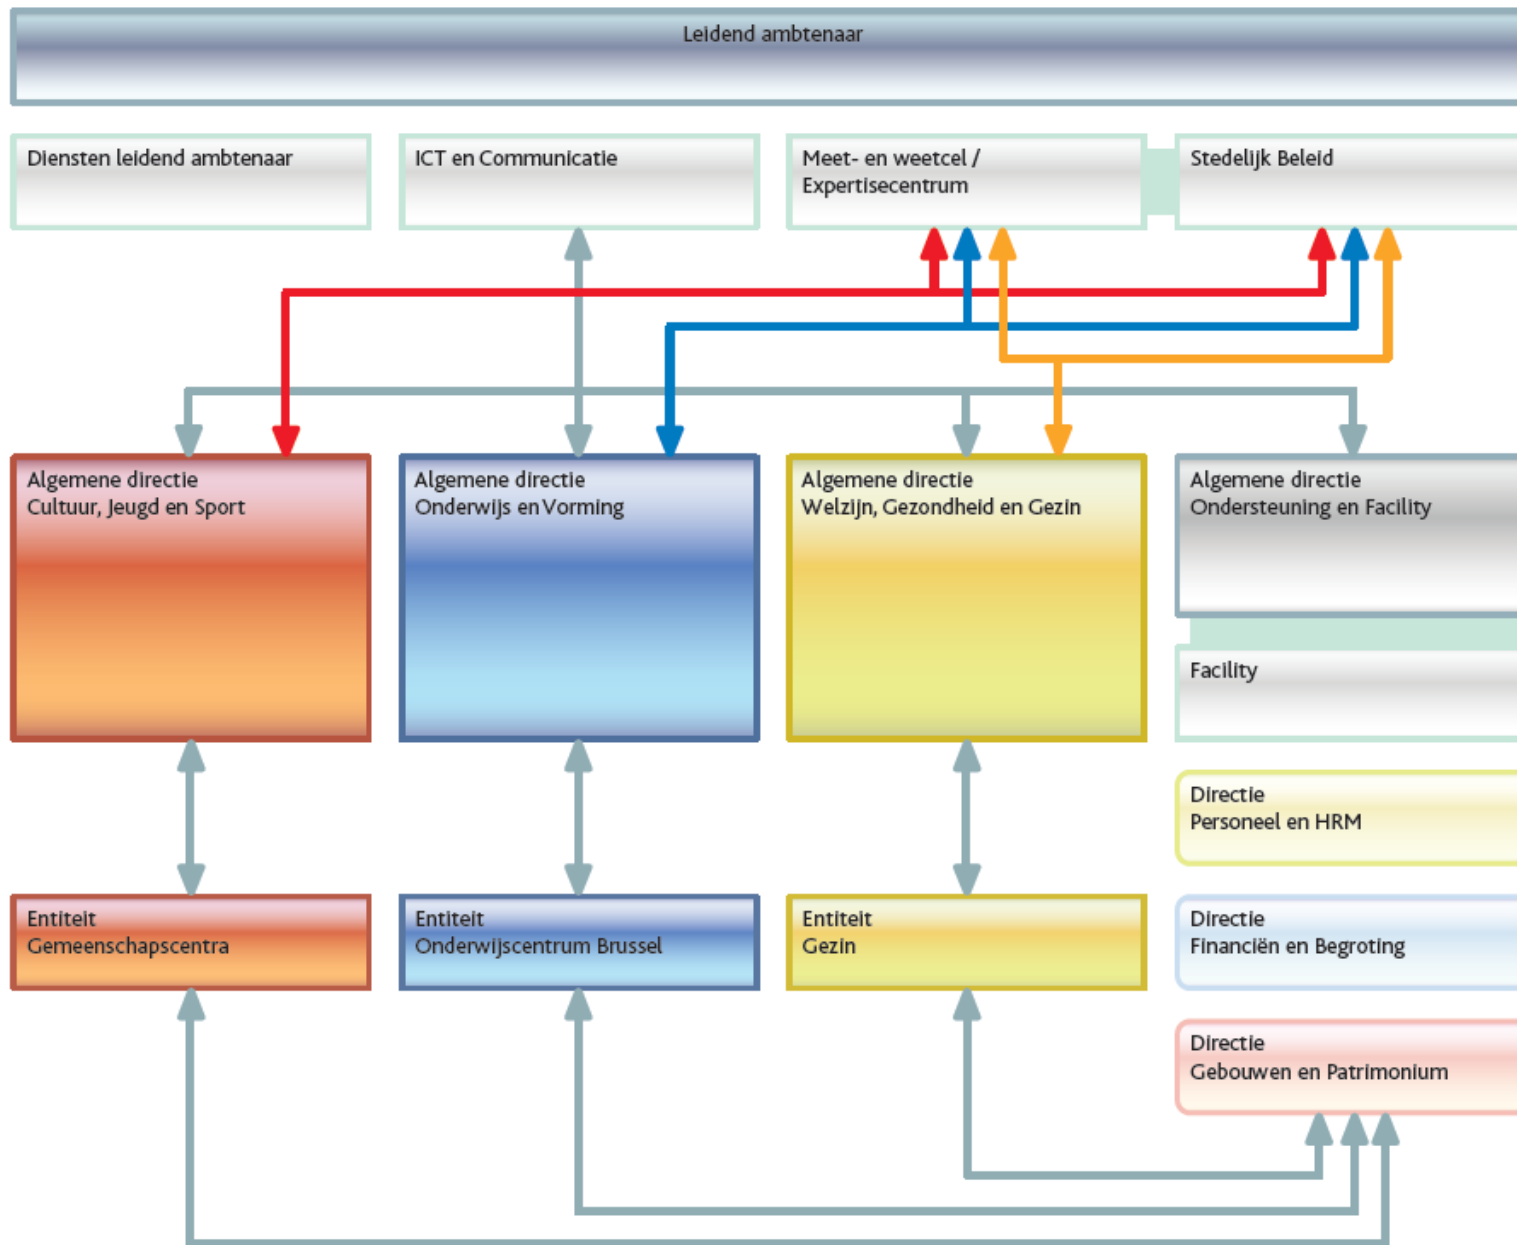 Leidend ambtenaar
Diensten leidend ambtenaar
ICT en Communicatie
Meet- en weetcel /
Expertisecentrum
Stedelijk Beleid
Algemene directie
Cultuur, Jeugd en Sport
Algemene directie
Onderwijs en Vorming
Algemene directie
Welzijn, Gezondheid en Gezin
Algemene directie
Ondersteuning en Facility
Facility
Directie
Personeel en HRM
Entiteit
Gemeenschapscentra
Entiteit
Onderwijscentrum Brussel
Entiteit
Gezin
Directie
Financiën en Begroting
Directie
Gebouwen en Patrimonium